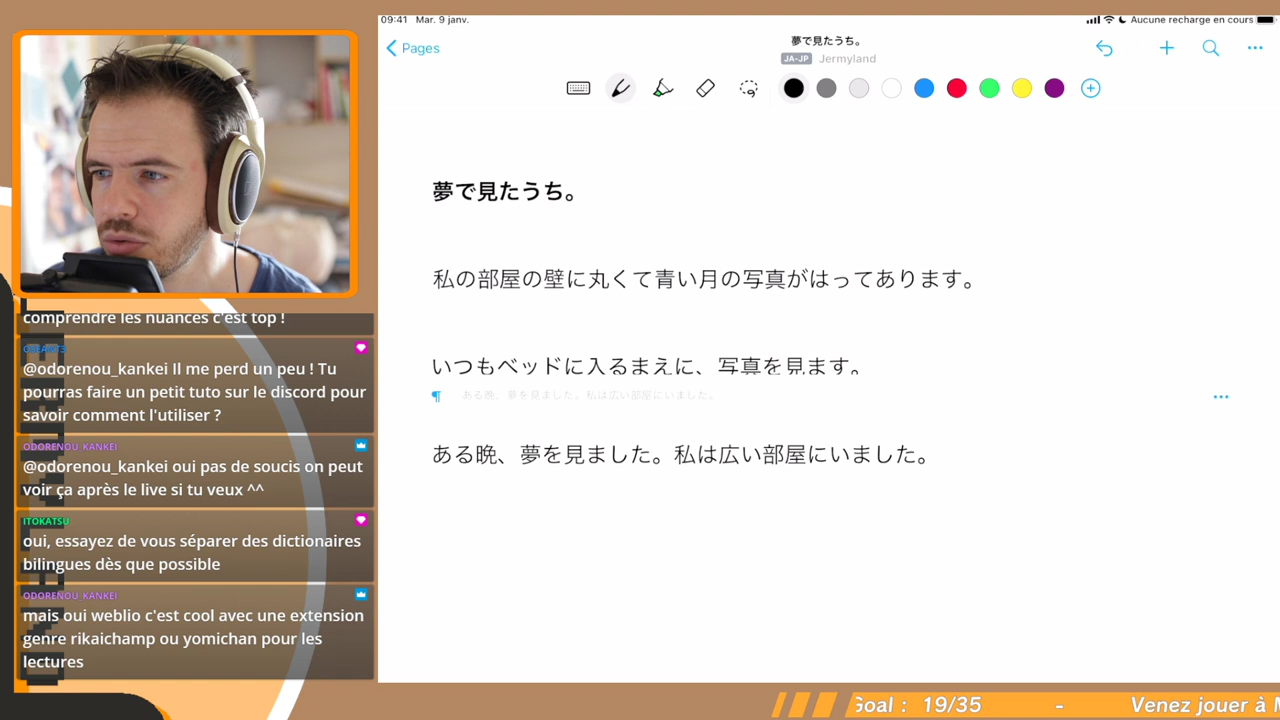 09:41 Mar. 9 janv.
Aucune recharge en cours
Pages
夢で見たうち。
JA-JP Jermyland
夢で見たうち。
私の部屋の壁に丸くて青い月の写真がはってあります。
いつもベッドに入るまえに、写真を見ます。
ある晩、夢を見ました。私は広い部屋にいました。
ある晩、夢を見ました。私は広い部屋にいました。
comprendre les nuances c'est top !
@odorenou_kankei Il me perd un peu ! Tu
pourras faire un petit tuto sur le discord pour
savoir comment l'utiliser ?
ODORENOU_KANKEI
@odorenou_kankei oui pas de soucis on peut
voir ça après le live si tu veux ^^
ITOKATSU
oui, essayez de vous séparer des dictionaires
bilingues dès que possible
ODORENOU_KANKEI
mais oui weblio c'est cool avec une extension
genre rikaichamp ou yomichan pour les
lectures
Goal : 19/35 - Venez jouer à